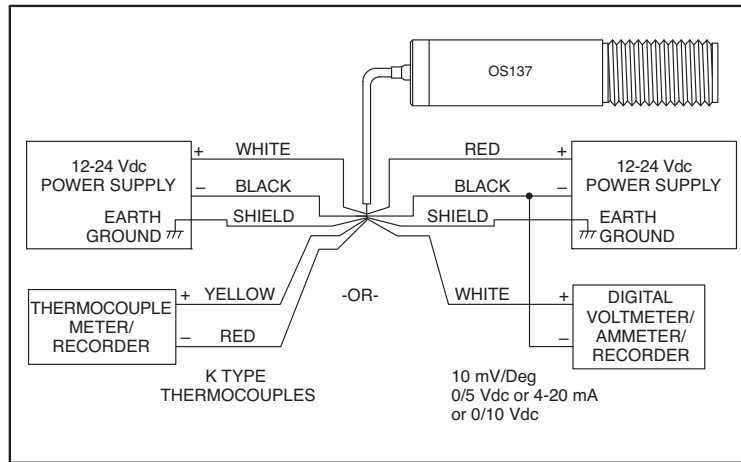 OS137
+ WHITE
12-24 Vdc
POWER SUPPLY
– BLACK
EARTH
GROUND
SHIELD
RED +
12-24 Vdc
POWER SUPPLY
BLACK –
SHIELD
EARTH
GROUND
THERMOCOUPLE
METER/
RECORDER
+ YELLOW
– RED
-OR-
WHITE +
–
DIGITAL
VOLTMETER/
AMMETER/
RECORDER
K TYPE
THERMOCOUPLES
10 mV/Deg
0/5 Vdc or 4-20 mA
or 0/10 Vdc